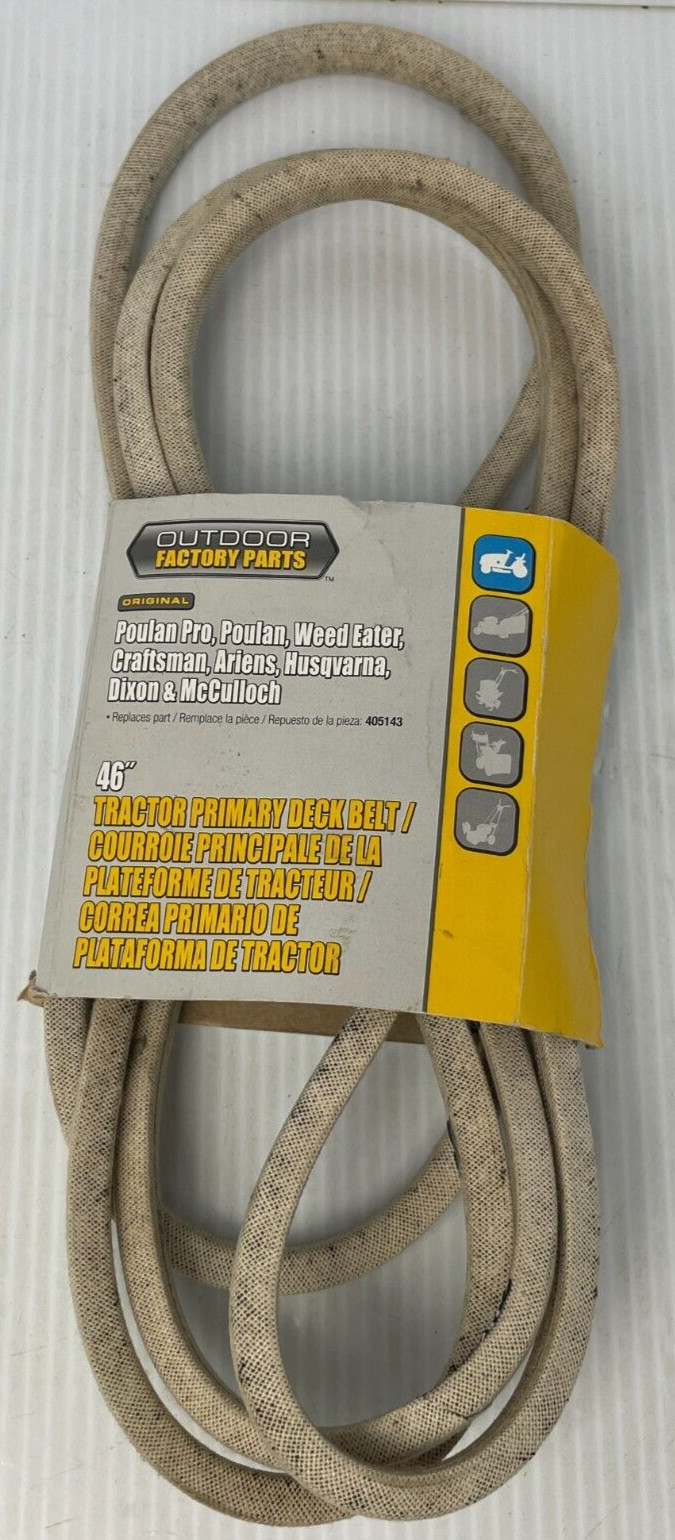 OUTDOOR
FACTORY PARTS
™
ORIGINAL
Poulan Pro, Poulan, Weed Eater,
Craftsman, Ariens, Husqvarna,
Dixon & McCulloch
• Replaces part / Remplace la pièce / Repuesto de la pieza: 405143
46"
TRACTOR PRIMARY DECK BELT /
COURROIE PRINCIPALE DE LA
PLATEFORME DE TRACTEUR /
CORREA PRIMARIO DE
PLATAFORMA DE TRACTOR